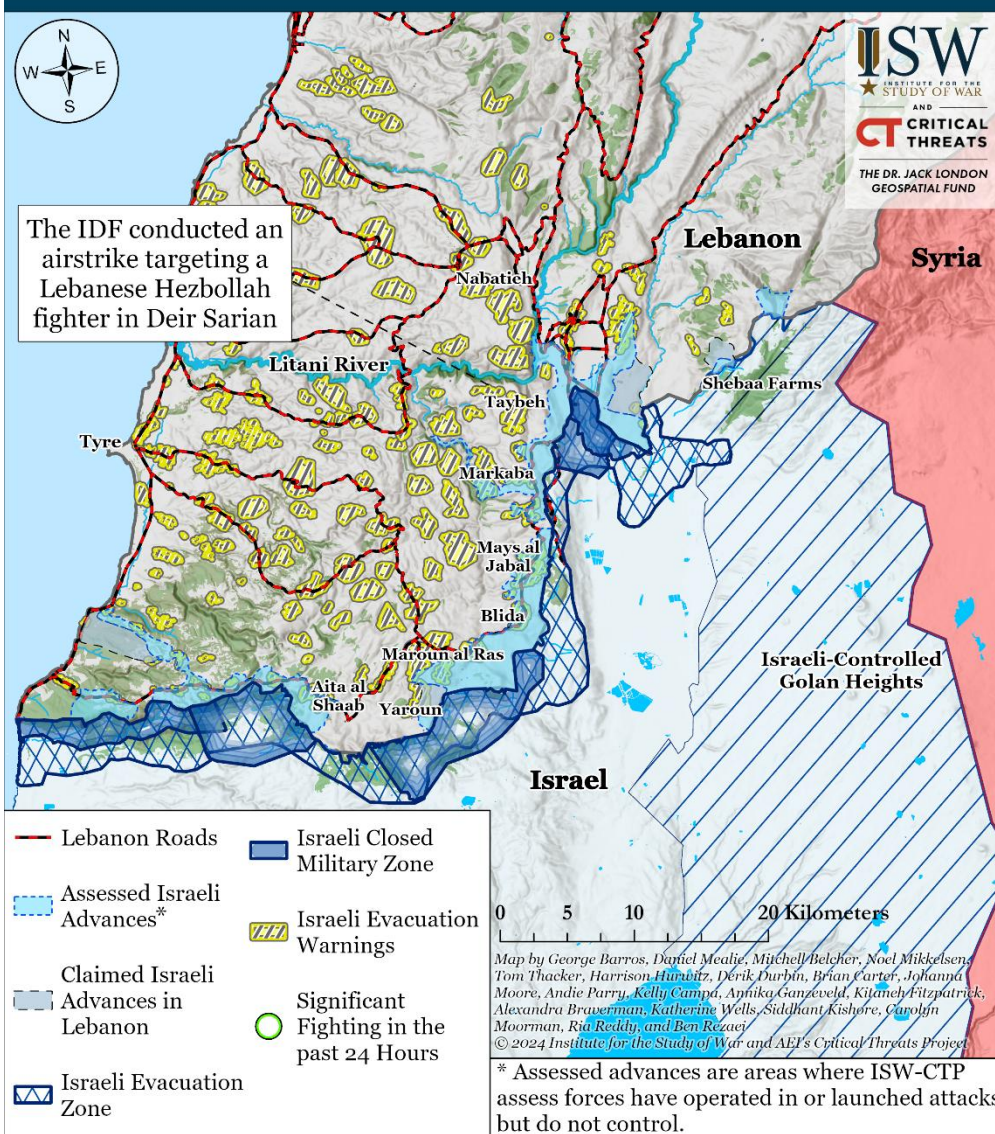 N
W E
S
ISW
INSTITUTE FOR THE
STUDY OF WAR
AND
CT CRITICAL
THREATS
THE DR. JACK LONDON
GEOSPATIAL FUND
The IDF conducted an
airstrike targeting a
Lebanese Hezbollah
fighter in Deir Sarian
Lebanon
Syria
Nabatieh
Litani River
Shebaa Farms
Taybeh
Tyre
Markaba
Mays al
Jabal
Blida
Maroun al Ras
Israeli-Controlled
Golan Heights
Aita al
Shaab
Yaroun
Israel
Lebanon Roads
Assessed Israeli
Advances*
Claimed Israeli
Advances in
Lebanon
Israeli Evacuation
Zone
Israeli Closed
Military Zone
Israeli Evacuation
Warnings
Significant
Fighting in the
past 24 Hours
0 5 10 20 Kilometers
Map by George Barros, Daniel Mealie, Mitchell Belcher, Noel Mikkelsen,
Tom Thacker, Harrison Hurwitz, Derik Durbin, Brian Carter, Johanna
Moore, Andie Parry, Kelly Campa, Annika Ganzeveld, Kitaneh Fitzpatrick,
Alexandra Braverman, Katherine Wells, Siddhant Kishore, Carolyn
Moorman, Ria Reddy, and Ben Rezaei
© 2024 Institute for the Study of War and AEI's Critical Threats Project
* Assessed advances are areas where ISW-CTP
assess forces have operated in or launched attacks
but do not control.